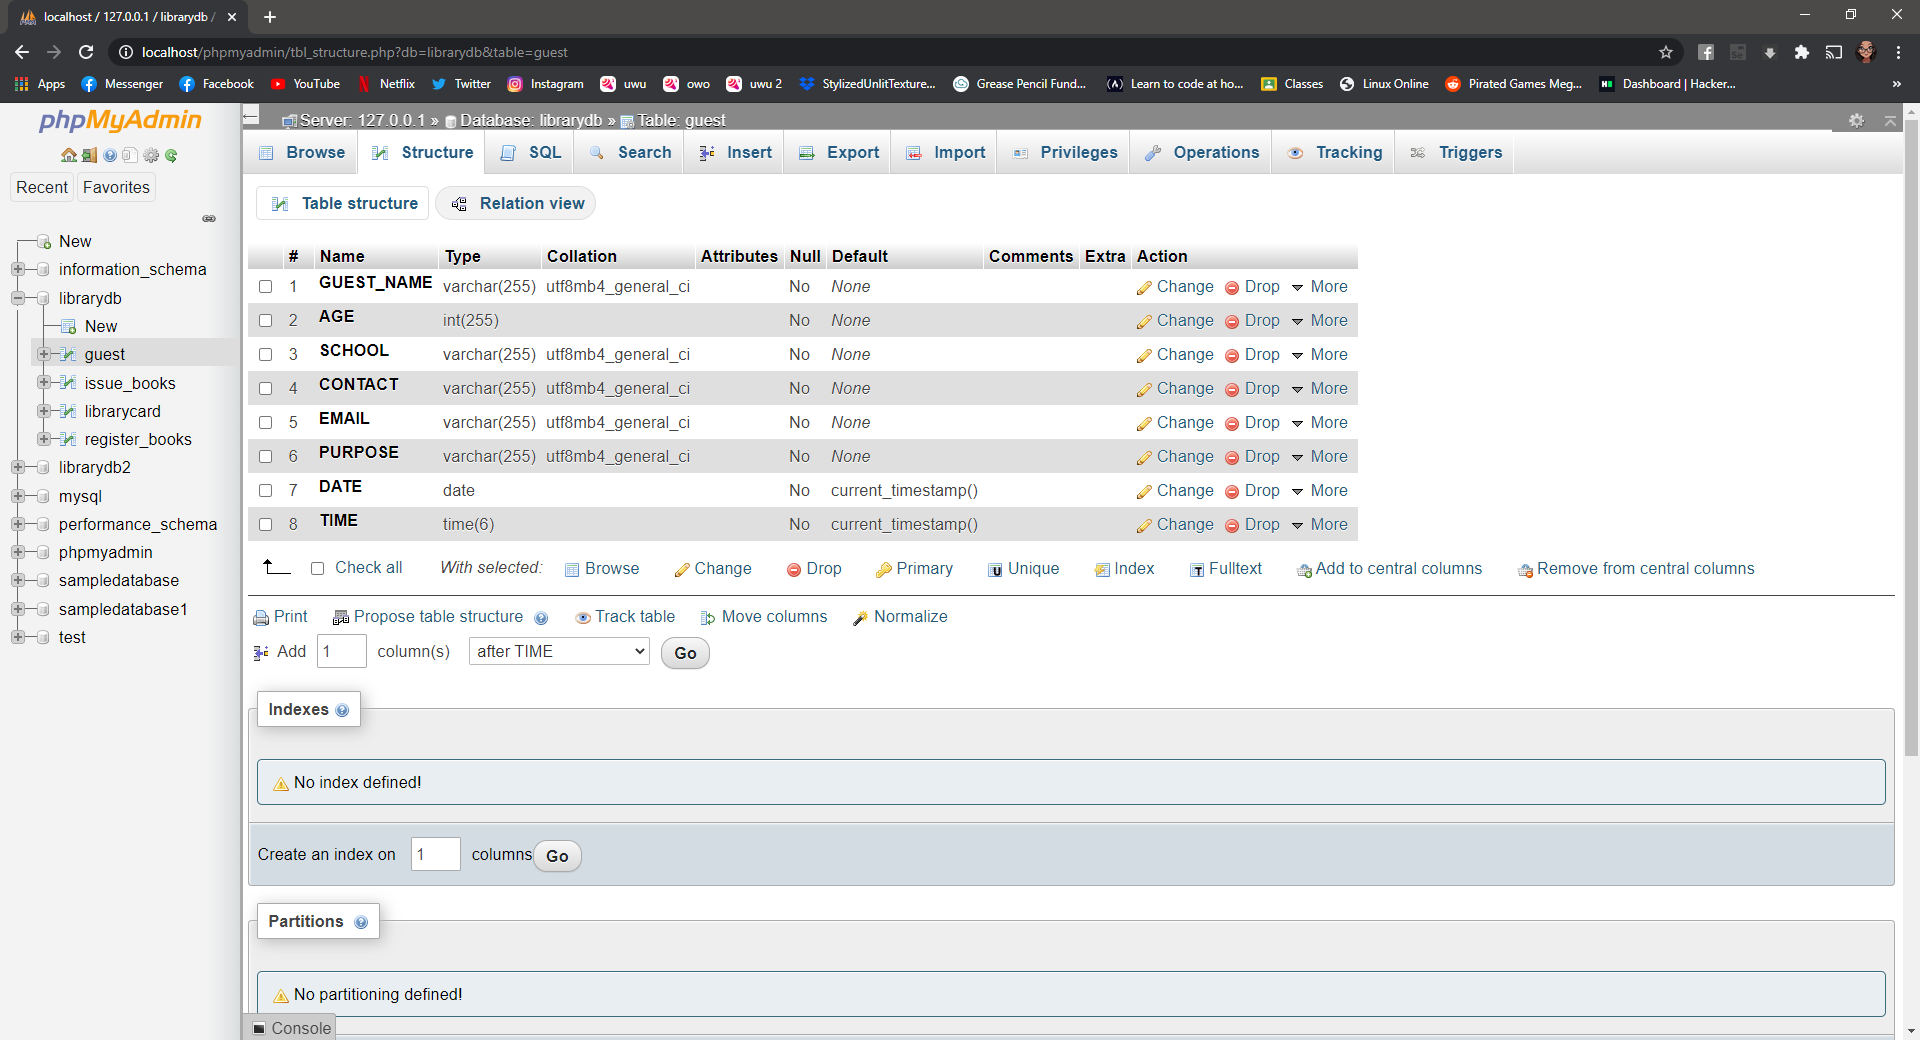 localhost / 127.0.0.1 / librarydb /
localhost/phpmyadmin/tbl_structure.php?db=librarydb&table=guest
Apps Messenger Facebook YouTube Netflix Twitter Instagram uwu owo uwu 2 StylizedUnlitTexture... Grease Pencil Fund... Learn to code at ho... Classes Linux Online Pirated Games Meg... Dashboard | Hacker... »
phpMyAdmin
Recent Favorites
New
information_schema
librarydb
New
guest
issue_books
librarycard
register_books
librarydb2
mysql
performance_schema
phpmyadmin
sampledatabase
sampledatabase1
test
Server: 127.0.0.1 » Database: librarydb » Table: guest
Browse Structure SQL Search Insert Export Import Privileges Operations Tracking Triggers
Table structure Relation view
# Name Type Collation Attributes Null Default Comments Extra Action
1 GUEST_NAME varchar(255) utf8mb4_general_ci No None Change Drop More
2 AGE int(255) No None Change Drop More
3 SCHOOL varchar(255) utf8mb4_general_ci No None Change Drop More
4 CONTACT varchar(255) utf8mb4_general_ci No None Change Drop More
5 EMAIL varchar(255) utf8mb4_general_ci No None Change Drop More
6 PURPOSE varchar(255) utf8mb4_general_ci No None Change Drop More
7 DATE date No current_timestamp() Change Drop More
8 TIME time(6) No current_timestamp() Change Drop More
Check all With selected: Browse Change Drop Primary Unique Index Fulltext Add to central columns Remove from central columns
Print Propose table structure Track table Move columns Normalize
Add 1 column(s) after TIME Go
Indexes
No index defined!
Create an index on 1 columns Go
Partitions
No partitioning defined!
Console